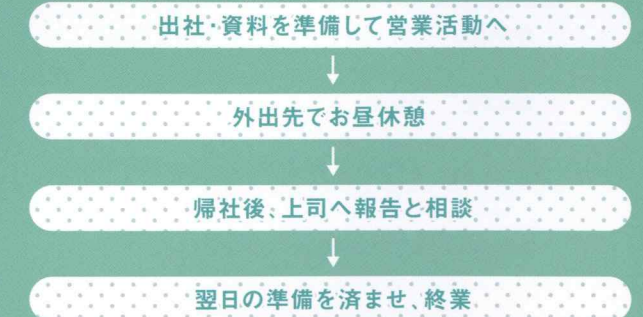 出社・資料を準備して営業活動へ
外出先でお昼休憩
帰社後、上司へ報告と相談
翌日の準備を済ませ、終業